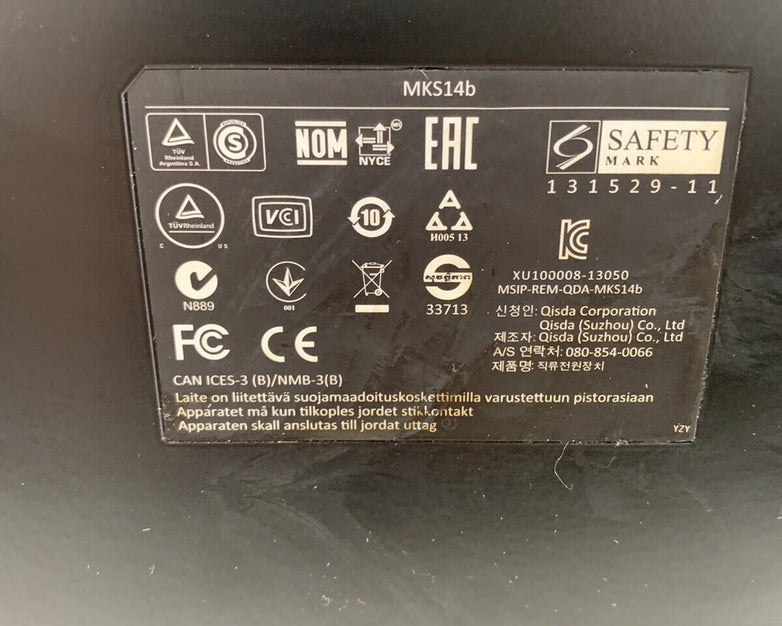 MKS14b
TÜV
Rheinland
Argentina S.A.
S
NOM
NYCE
EAC
SAFETY
MARK
131529-11
TÜVRheinland
C US
VCI
10
И005 13
XU100008-13050
MSIP-REM-QDA-MKS14b
N889
001
33713
신청인: Qisda Corporation
Qisda (Suzhou) Co., Ltd
제조자: Qisda (Suzhou) Co., Ltd
A/S 연락처: 080-854-0066
제품명: 직류전원장치
FC CE
CAN ICES-3 (B)/NMB-3(B)
Laite on liitettävä suojamaadoituskoskettimilla varustettuun pistorasiaan
Apparatet må kun tilkoples jordet stikkontakt
Apparaten skall anslutas till jordat uttag
YZY